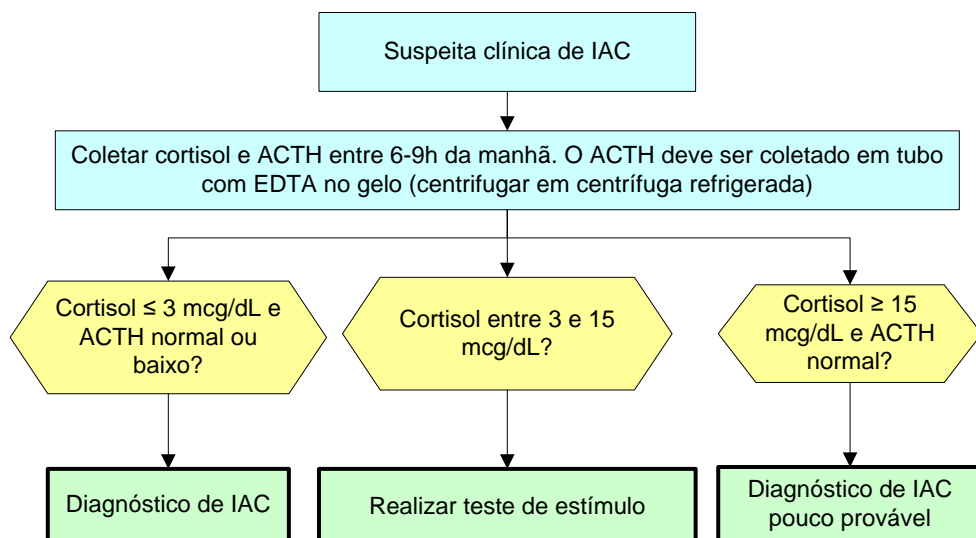 Suspeita clínica de IAC
Coletar cortisol e ACTH entre 6-9h da manhã. O ACTH deve ser coletado em tubo
com EDTA no gelo (centrifugar em centrífuga refrigerada)
Cortisol ≤ 3 mcg/dL e
ACTH normal ou
baixo?
Cortisol entre 3 e 15
mcg/dL?
Cortisol ≥ 15
mcg/dL e ACTH
normal?
Diagnóstico de IAC
Realizar teste de estímulo
Diagnóstico de IAC
pouco provável